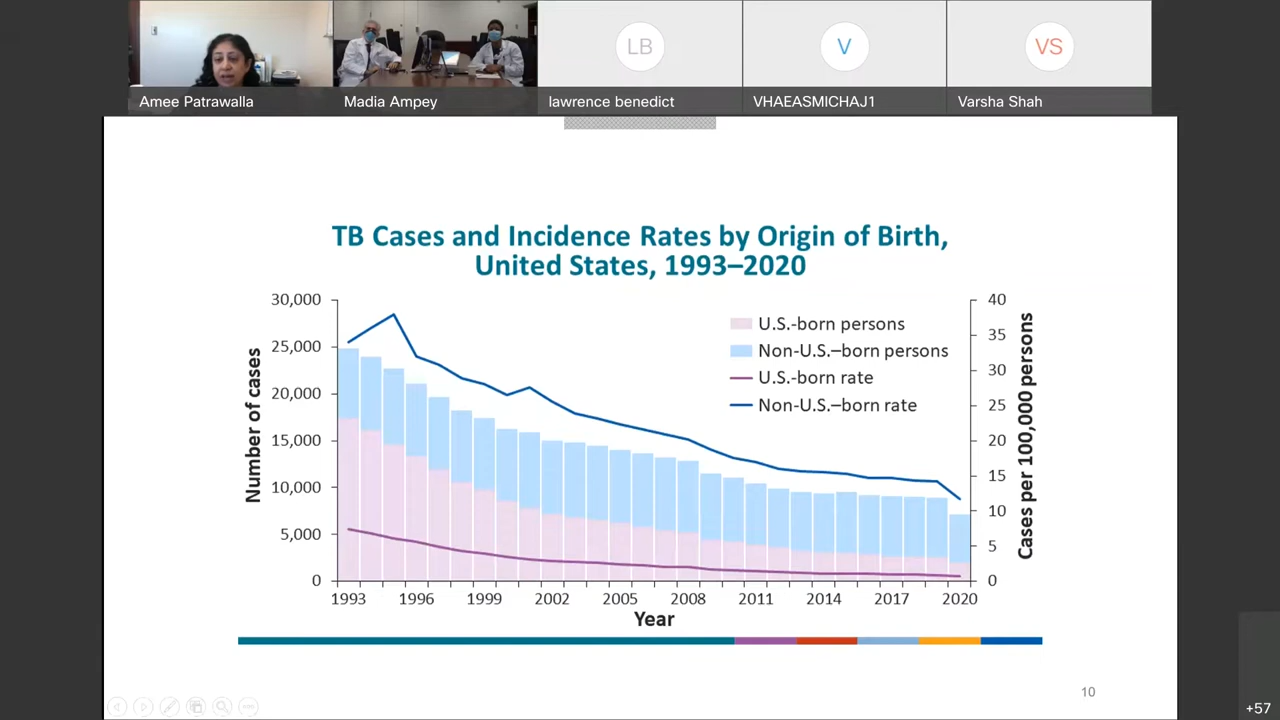 LB
V
VS
Amee Patrawalla
Madia Ampey
lawrence benedict
VHAEASMICHAJ1
Varsha Shah
TB Cases and Incidence Rates by Origin of Birth,
United States, 1993–2020
30,000
25,000
20,000
15,000
10,000
5,000
0
Number of cases
U.S.-born persons
Non-U.S.–born persons
U.S.-born rate
Non-U.S.–born rate
40
35
30
25
20
15
10
5
0
Cases per 100,000 persons
1993 1996 1999 2002 2005 2008 2011 2014 2017 2020
Year
10
+57